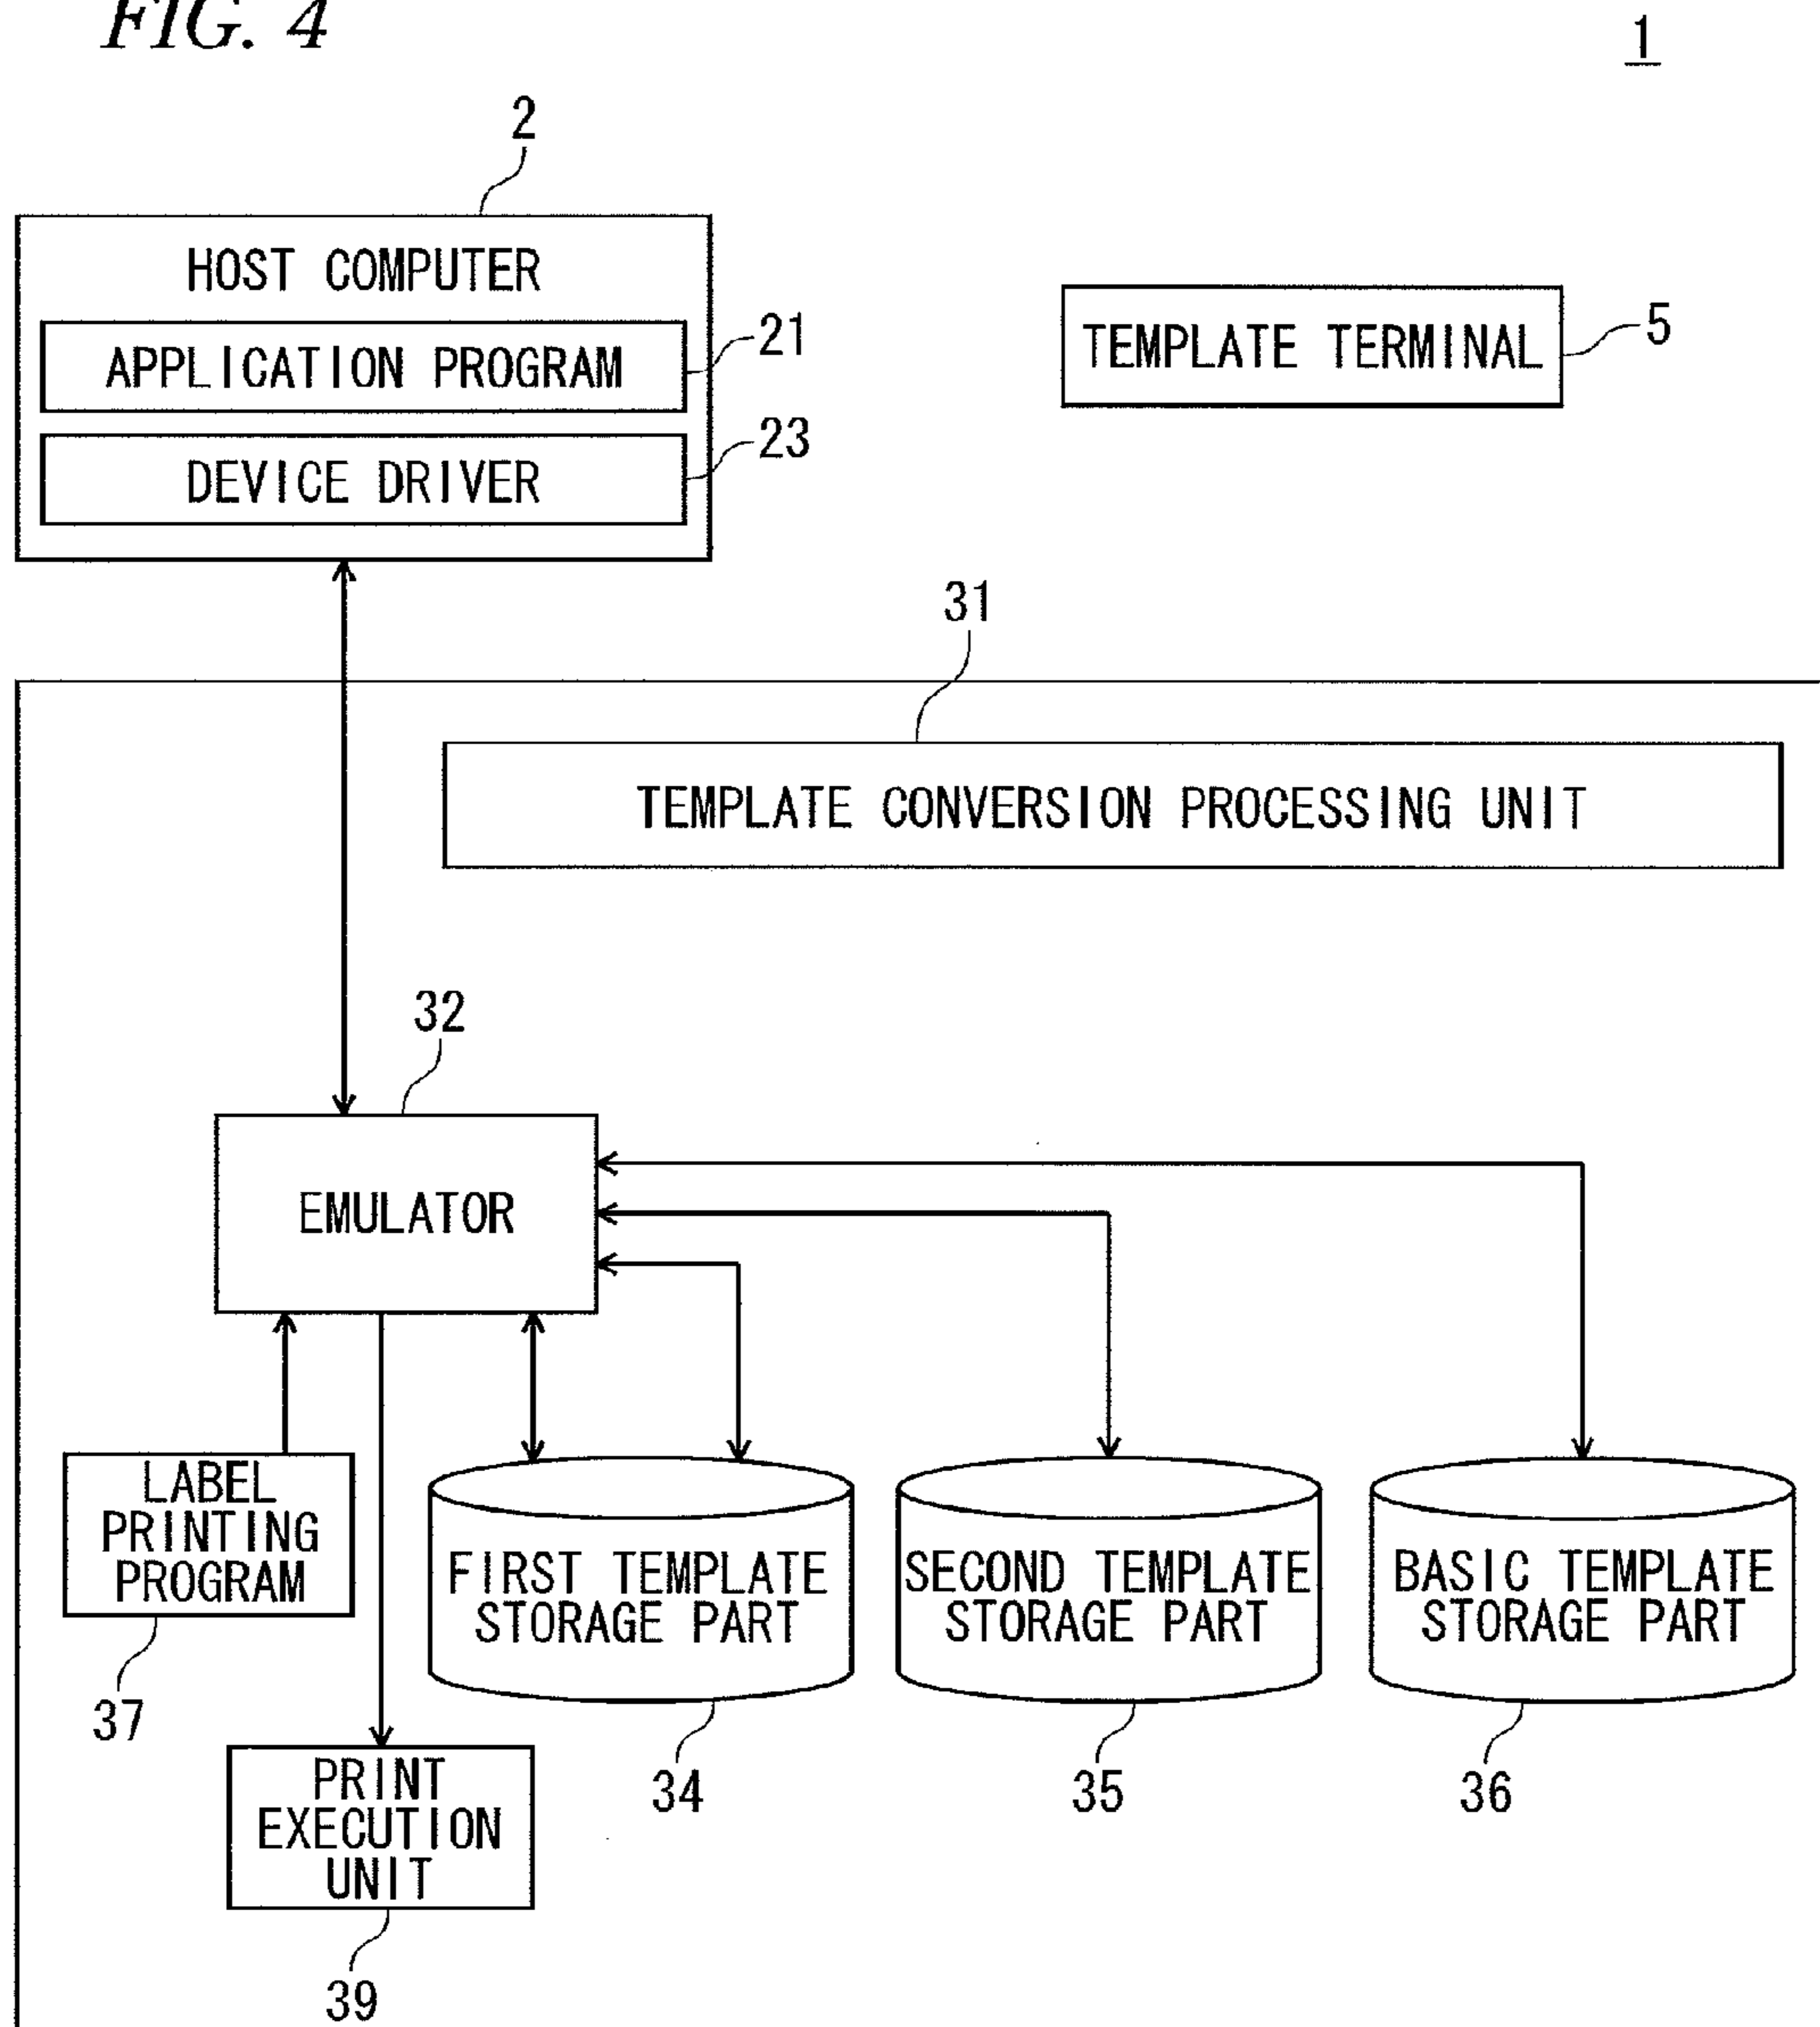 FIG. 4
1
2
HOST COMPUTER
APPLICATION PROGRAM
21
DEVICE DRIVER
23
TEMPLATE TERMINAL
5
31
TEMPLATE CONVERSION PROCESSING UNIT
32
EMULATOR
LABEL
PRINTING
PROGRAM
37
FIRST TEMPLATE
STORAGE PART
34
SECOND TEMPLATE
STORAGE PART
35
BASIC TEMPLATE
STORAGE PART
36
PRINT
EXECUTION
UNIT
39